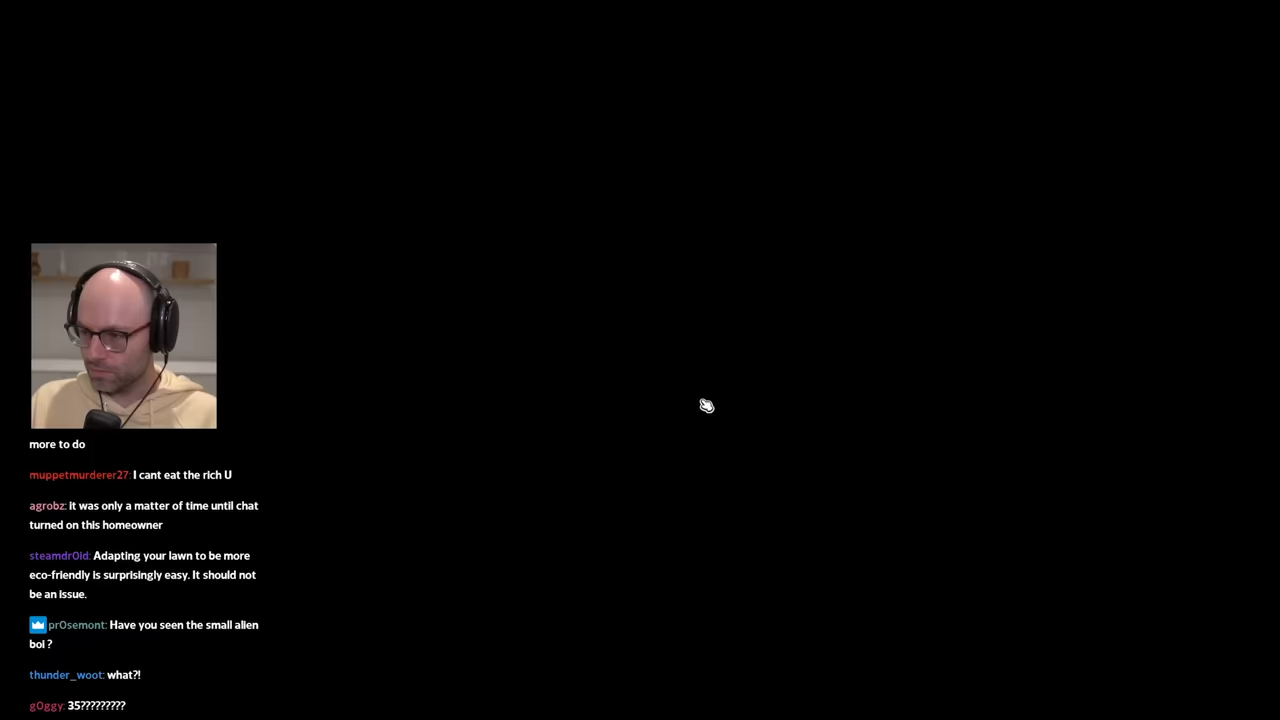 more to do
muppetmurderer27: I cant eat the rich U
agrobz: it was only a matter of time until chat
turned on this homeowner
steamdr0id: Adapting your lawn to be more
eco-friendly is surprisingly easy. It should not
be an issue.
pr0semont: Have you seen the small alien
boi ?
thunder_woot: what?!
g0ggy: 35?????????